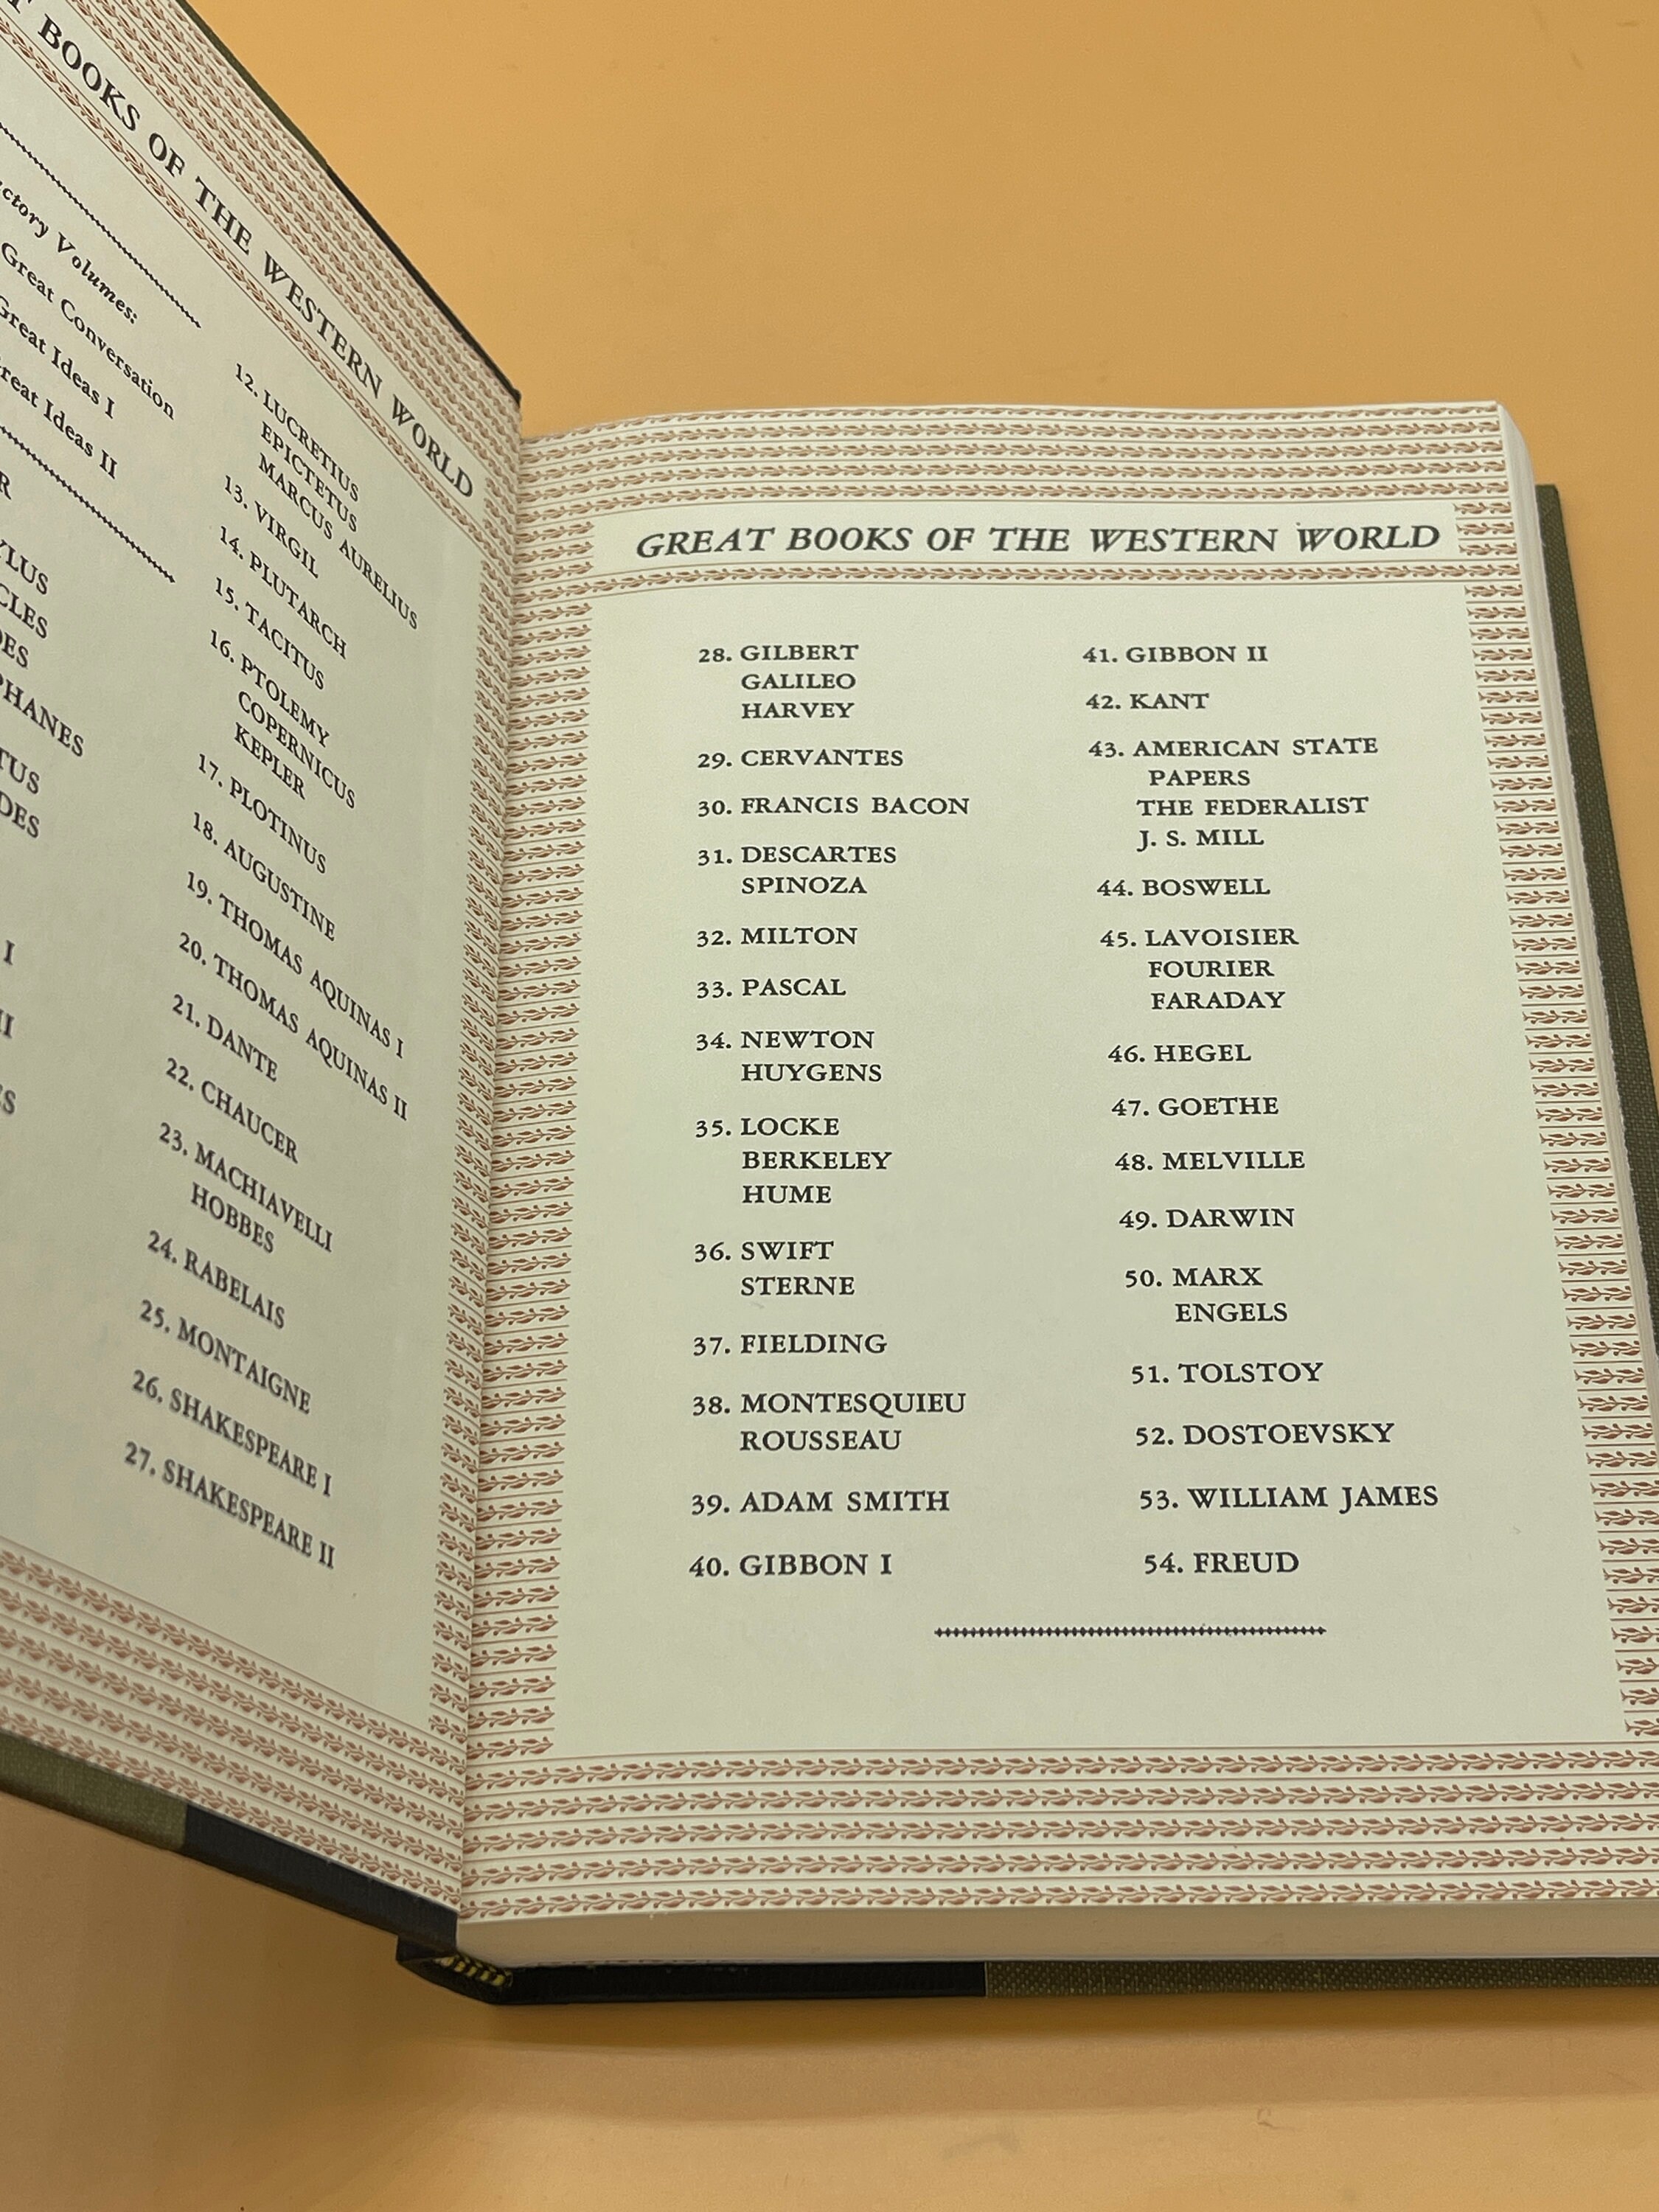 BOOKS OF THE WESTERN WORLD
Volumes:
Great Conversation
Great Ideas I
Great Ideas II
I
12. LUCRETIUS
EPICTETUS
MARCUS AURELIUS
13. VIRGIL
14. PLUTARCH
15. TACITUS
16. PTOLEMY
COPERNICUS
KEPLER
17. PLOTINUS
18. AUGUSTINE
19. THOMAS AQUINAS I
20. THOMAS AQUINAS II
21. DANTE
22. CHAUCER
23. MACHIAVELLI
HOBBES
24. RABELAIS
25. MONTAIGNE
26. SHAKESPEARE I
27. SHAKESPEARE II
GREAT BOOKS OF THE WESTERN WORLD
28. GILBERT
GALILEO
HARVEY
29. CERVANTES
30. FRANCIS BACON
31. DESCARTES
SPINOZA
32. MILTON
33. PASCAL
34. NEWTON
HUYGENS
35. LOCKE
BERKELEY
HUME
36. SWIFT
STERNE
37. FIELDING
38. MONTESQUIEU
ROUSSEAU
39. ADAM SMITH
40. GIBBON I
41. GIBBON II
42. KANT
43. AMERICAN STATE
PAPERS
THE FEDERALIST
J. S. MILL
44. BOSWELL
45. LAVOISIER
FOURIER
FARADAY
46. HEGEL
47. GOETHE
48. MELVILLE
49. DARWIN
50. MARX
ENGELS
51. TOLSTOY
52. DOSTOEVSKY
53. WILLIAM JAMES
54. FREUD